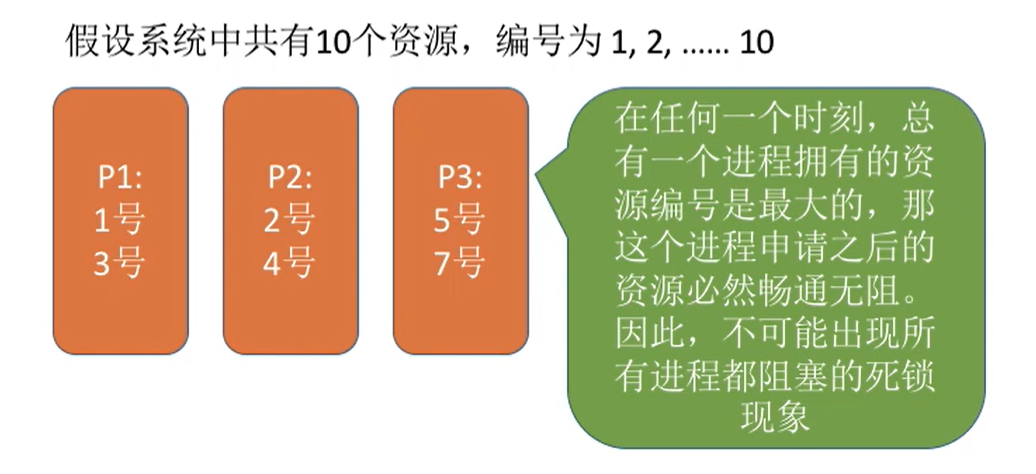 假设系统中共有10个资源，编号为 1, 2, …… 10
P1:
1号
3号
P2:
2号
4号
P3:
5号
7号
在任何一个时刻，总
有一个进程拥有的资
源编号是最大的，那
这个进程申请之后的
资源必然畅通无阻。
因此，不可能出现所
有进程都阻塞的死锁
现象